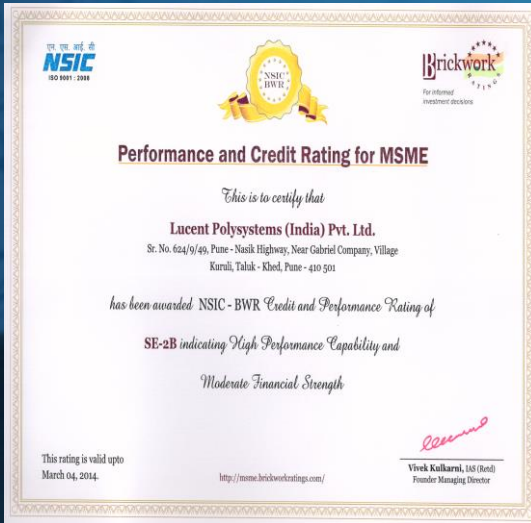 एन. एस. आई. सी
NSIC
ISO 9001 : 2008
NSIC
BWR
Brickwork
RATINGS
For informed
investment decisions
Performance and Credit Rating for MSME
This is to certify that
Lucent Polysystems (India) Pvt. Ltd.
Sr. No. 624/9/49, Pune - Nasik Highway, Near Gabriel Company, Village
Kuruli, Taluk - Khed, Pune - 410 501
has been awarded NSIC - BWR Credit and Performance Rating of
SE-2B indicating High Performance Capability and
Moderate Financial Strength
This rating is valid upto
March 04, 2014.
http://msme.brickworkratings.com/
Vivek Kulkarni, IAS (Retd)
Founder Managing Director